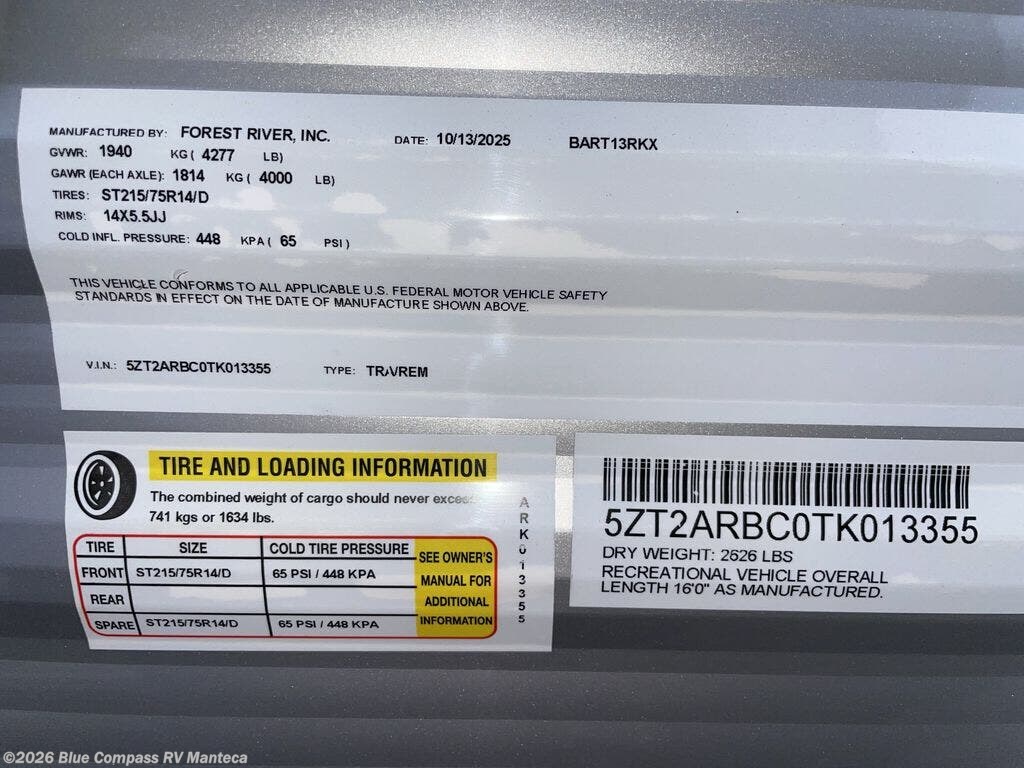 MANUFACTURED BY: FOREST RIVER, INC. DATE: 10/13/2025 BART13RKX
GVWR: 1940 KG ( 4277 LB)
GAWR (EACH AXLE): 1814 KG ( 4000 LB)
TIRES: ST215/75R14/D
RIMS: 14X5.5JJ
COLD INFL. PRESSURE: 448 KPA ( 65 PSI )
THIS VEHICLE CONFORMS TO ALL APPLICABLE U.S. FEDERAL MOTOR VEHICLE SAFETY
STANDARDS IN EFFECT ON THE DATE OF MANUFACTURE SHOWN ABOVE.
V.I.N.: 5ZT2ARBC0TK013355 TYPE: TRAVREM
TIRE AND LOADING INFORMATION
The combined weight of cargo should never
741 kgs or 1634 lbs.
TIRE SIZE COLD TIRE PRESSURE SEE OWNER'S
FRONT ST215/75R14/D 65 PSI / 448 KPA MANUAL FOR
REAR ADDITIONAL
SPARE ST215/75R14/D 65 PSI / 448 KPA INFORMATION
ARK013355
5ZT2ARBC0TK013355
DRY WEIGHT: 2626 LBS
RECREATIONAL VEHICLE OVERALL
LENGTH 16'0" AS MANUFACTURED.
©2026 Blue Compass RV Manteca